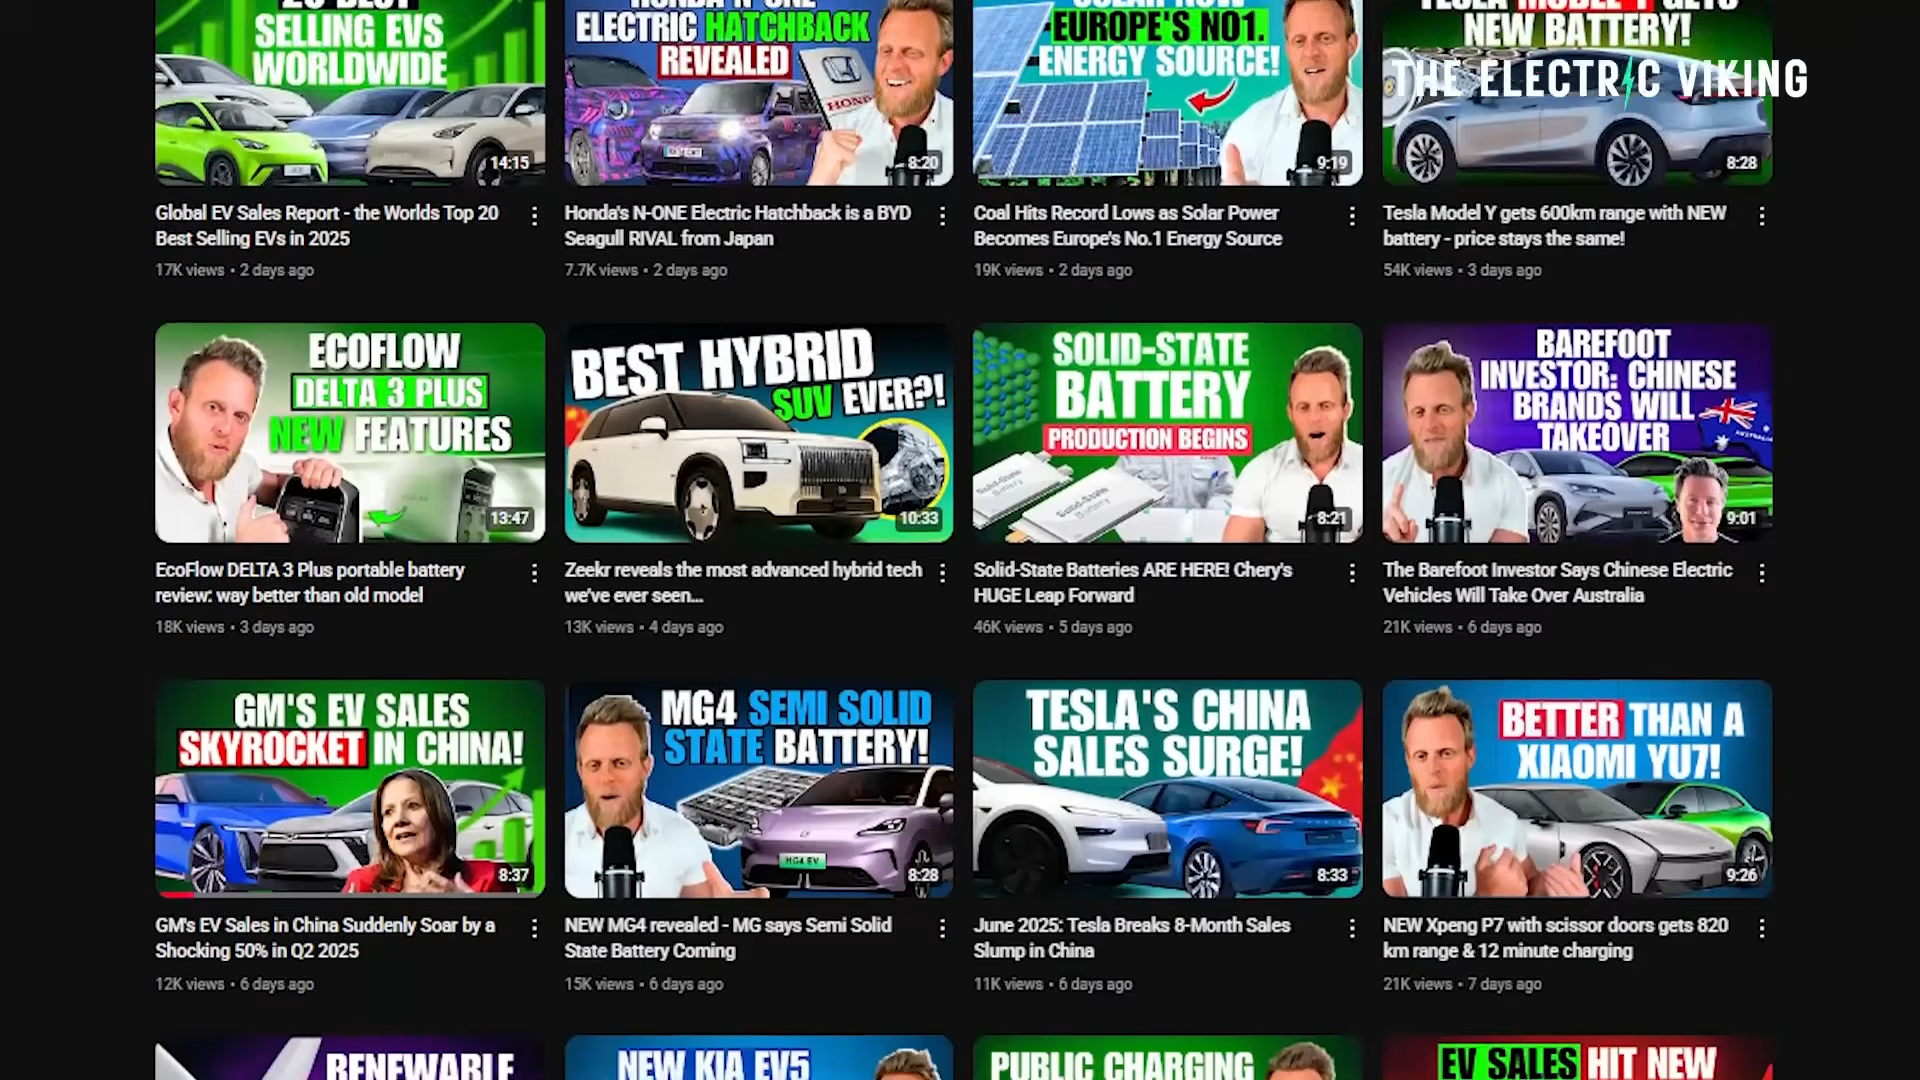 SELLING EVS
WORLDWIDE
14:15
Global EV Sales Report - the Worlds Top 20
Best Selling EVs in 2025
17K views • 2 days ago
ELECTRIC HATCHBACK
REVEALED
HONDA
8:20
Honda's N-ONE Electric Hatchback is a BYD
Seagull RIVAL from Japan
7.7K views • 2 days ago
EUROPE'S NO1.
ENERGY SOURCE!
9:19
Coal Hits Record Lows as Solar Power
Becomes Europe's No.1 Energy Source
19K views • 2 days ago
NEW BATTERY!
THE ELECTRIC VIKING
8:28
Tesla Model Y gets 600km range with NEW
battery - price stays the same!
54K views • 3 days ago
ECOFLOW
DELTA 3 PLUS
NEW FEATURES
13:47
EcoFlow DELTA 3 Plus portable battery
review: way better than old model
18K views • 3 days ago
BEST HYBRID
SUV EVER?!
10:33
Zeekr reveals the most advanced hybrid tech
we've ever seen...
13K views • 4 days ago
SOLID-STATE
BATTERY
PRODUCTION BEGINS
Solid-State
Battery
Solid-State
Battery
8:21
Solid-State Batteries ARE HERE! Chery's
HUGE Leap Forward
46K views • 5 days ago
BAREFOOT
INVESTOR: CHINESE
BRANDS WILL
TAKEOVER
AUSTRALIA
9:01
The Barefoot Investor Says Chinese Electric
Vehicles Will Take Over Australia
21K views • 6 days ago
GM'S EV SALES
SKYROCKET IN CHINA!
8:37
GM's EV Sales in China Suddenly Soar by a
Shocking 50% in Q2 2025
12K views • 6 days ago
MG4 SEMI SOLID
STATE BATTERY!
MG4 EV
8:28
NEW MG4 revealed - MG says Semi Solid
State Battery Coming
15K views • 6 days ago
TESLA'S CHINA
SALES SURGE!
8:33
June 2025: Tesla Breaks 8-Month Sales
Slump in China
11K views • 6 days ago
BETTER THAN A
XIAOMI YU7!
9:26
NEW Xpeng P7 with scissor doors gets 820
km range & 12 minute charging
21K views • 7 days ago
RENEWABLE
NEW KIA EV5
PUBLIC CHARGING
EV SALES HIT NEW